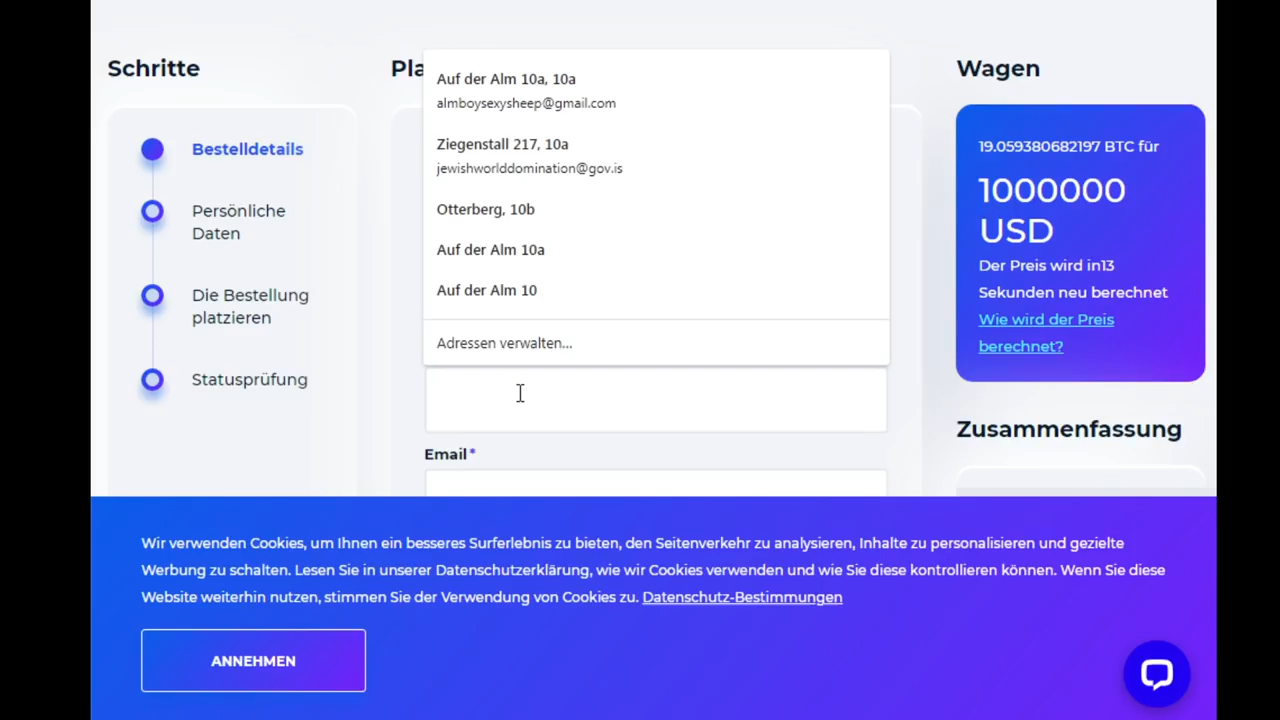 Schritte
Bestelldetails
Persönliche
Daten
Die Bestellung
platzieren
Statusprüfung
Pla
Auf der Alm 10a, 10a
almboysexysheep@gmail.com
Ziegenstall 217, 10a
jewishworlddomination@gov.is
Otterberg, 10b
Auf der Alm 10a
Auf der Alm 10
Adressen verwalten...
Email*
Wagen
19.059380682197 BTC für
1000000
USD
Der Preis wird in13
Sekunden neu berechnet
Wie wird der Preis
berechnet?
Zusammenfassung
Wir verwenden Cookies, um Ihnen ein besseres Surferlebnis zu bieten, den Seitenverkehr zu analysieren, Inhalte zu personalisieren und gezielte
Werbung zu schalten. Lesen Sie in unserer Datenschutzerklärung, wie wir Cookies verwenden und wie Sie diese kontrollieren können. Wenn Sie diese
Website weiterhin nutzen, stimmen Sie der Verwendung von Cookies zu. Datenschutz-Bestimmungen
ANNEHMEN